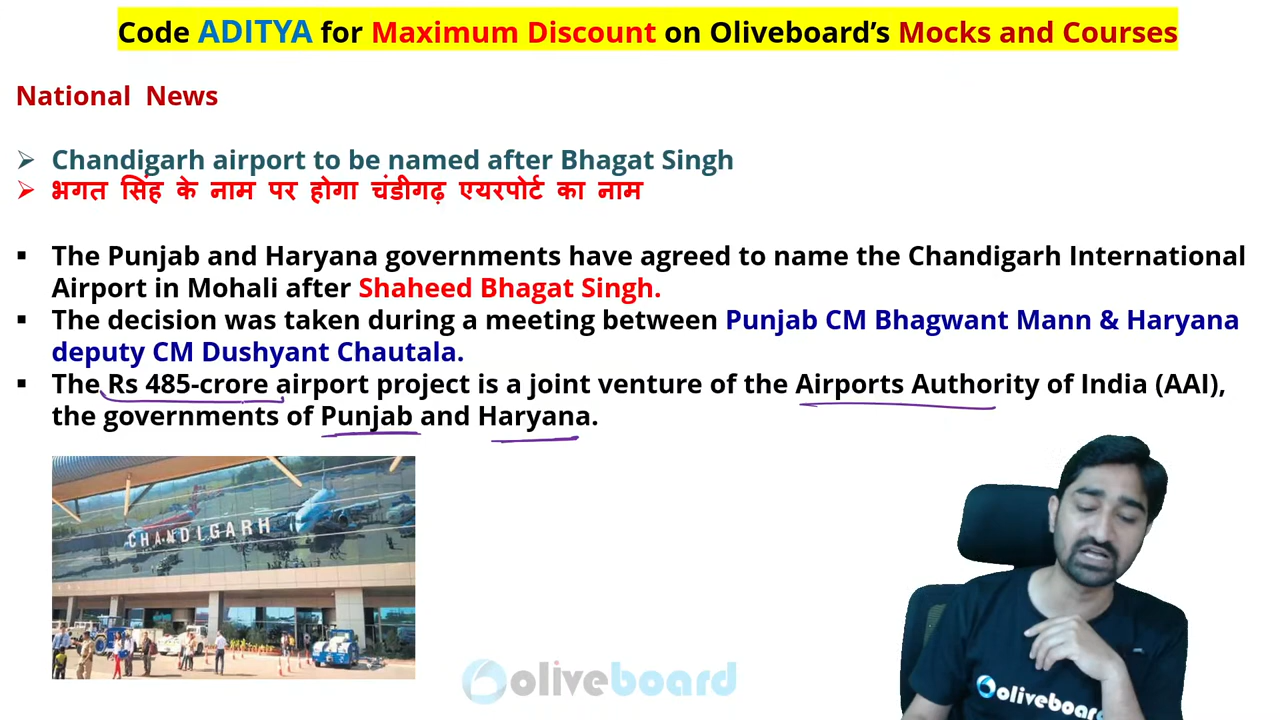 Code ADITYA for Maximum Discount on Oliveboard's Mocks and Courses
National News
➢ Chandigarh airport to be named after Bhagat Singh
➢ भगत सिंह के नाम पर होगा चंडीगढ़ एयरपोर्ट का नाम
▪ The Punjab and Haryana governments have agreed to name the Chandigarh International
Airport in Mohali after Shaheed Bhagat Singh.
▪ The decision was taken during a meeting between Punjab CM Bhagwant Mann & Haryana
deputy CM Dushyant Chautala.
▪ The Rs 485-crore airport project is a joint venture of the Airports Authority of India (AAI),
the governments of Punjab and Haryana.
CHANDIGARH
oliveboard
oliveboard